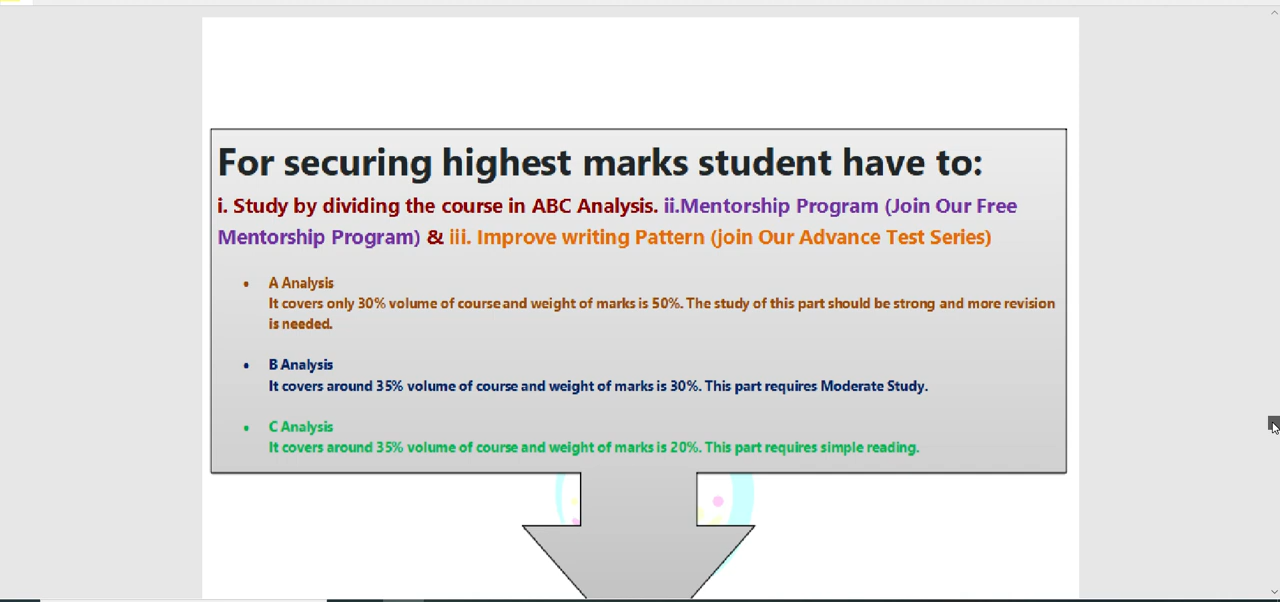 For securing highest marks student have to:
i. Study by dividing the course in ABC Analysis. ii.Mentorship Program (Join Our Free
Mentorship Program) & iii. Improve writing Pattern (join Our Advance Test Series)
• A Analysis
It covers only 30% volume of course and weight of marks is 50%. The study of this part should be strong and more revision
is needed.
• B Analysis
It covers around 35% volume of course and weight of marks is 30%. This part requires Moderate Study.
• C Analysis
It covers around 35% volume of course and weight of marks is 20%. This part requires simple reading.